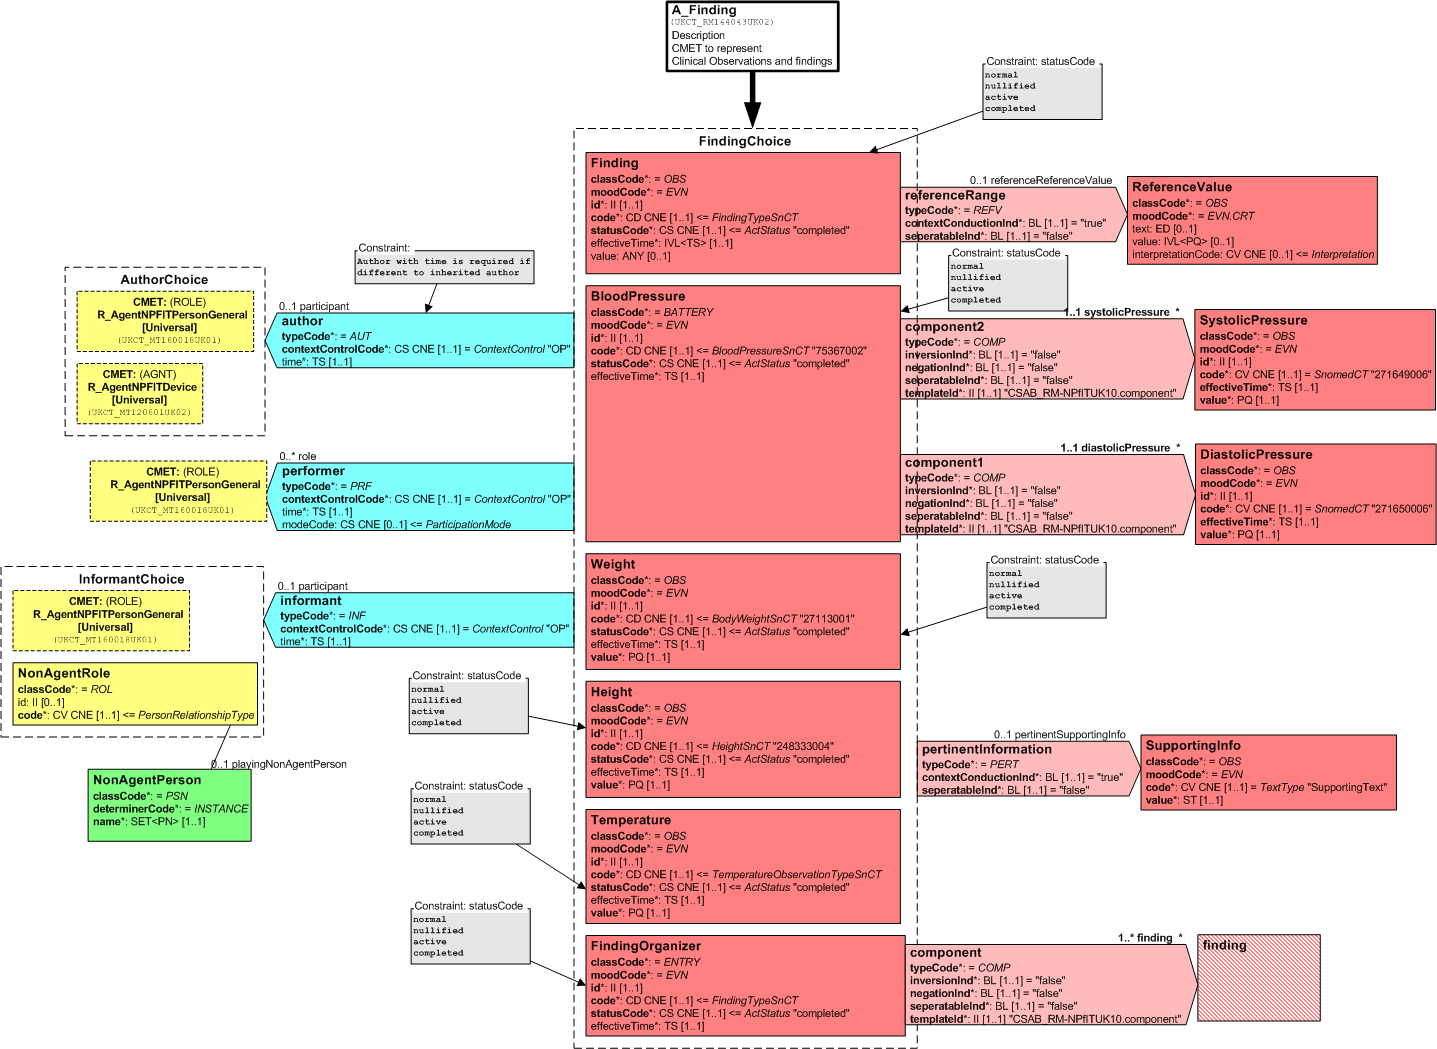 A_Finding
(UKCT_RM144043UK02)
Description
CMET to represent
Clinical Observations and findings
Constraint: statusCode
normal
nullified
active
completed
FindingChoice
Finding
classCode*: = OBS
moodCode*: = EVN
id*: II [1..1]
code*: CD CNE [1..1] <= FindingTypeSnCT
statusCode*: CS CNE [1..1] <= ActStatus "completed"
effectiveTime*: IVL<TS> [1..1]
value: ANY [0..1]
0..1 referenceReferenceValue
referenceRange
typeCode*: = REFV
contextConductionInd*: BL [1..1] = "true"
seperatableInd*: BL [1..1] = "false"
ReferenceValue
classCode*: = OBS
moodCode*: = EVN.CRT
text: ED [0..1]
value: IVL<PQ> [0..1]
interpretationCode: CV CNE [0..1] <= Interpretation
Constraint:
Author with time is required if
different to inherited author
AuthorChoice
CMET: (ROLE)
R_AgentNPFITPersonGeneral
[Universal]
(UKCT_MT160018UK01)
CMET: (AGNT)
R_AgentNPFITDevice
[Universal]
(UKCT_MT120601UK02)
0..1 participant
author
typeCode*: = AUT
contextControlCode*: CS CNE [1..1] = ContextControl "OP"
time*: TS [1..1]
Constraint: statusCode
normal
nullified
active
completed
BloodPressure
classCode*: = BATTERY
moodCode*: = EVN
id*: II [1..1]
code*: CD CNE [1..1] <= BloodPressureSnCT "75367002"
statusCode*: CS CNE [1..1] <= ActStatus "completed"
effectiveTime*: TS [1..1]
1..1 systolicPressure *
component2
typeCode*: = COMP
inversionInd*: BL [1..1] = "false"
negationInd*: BL [1..1] = "false"
seperatableInd*: BL [1..1] = "false"
templateId*: II [1..1] "CSAB_RM-NPfITUK10.component"
SystolicPressure
classCode*: = OBS
moodCode*: = EVN
id*: II [1..1]
code*: CV CNE [1..1] = SnomedCT "271649006"
effectiveTime*: TS [1..1]
value*: PQ [1..1]
0..* role
performer
typeCode*: = PRF
contextControlCode*: CS CNE [1..1] = ContextControl "OP"
time*: TS [1..1]
modeCode: CS CNE [0..1] <= ParticipationMode
CMET: (ROLE)
R_AgentNPFITPersonGeneral
[Universal]
(UKCT_MT160018UK01)
1..1 diastolicPressure *
component1
typeCode*: = COMP
inversionInd*: BL [1..1] = "false"
negationInd*: BL [1..1] = "false"
seperatableInd*: BL [1..1] = "false"
templateId*: II [1..1] "CSAB_RM-NPfITUK10.component"
DiastolicPressure
classCode*: = OBS
moodCode*: = EVN
id*: II [1..1]
code*: CV CNE [1..1] = SnomedCT "271650006"
effectiveTime*: TS [1..1]
value*: PQ [1..1]
InformantChoice
CMET: (ROLE)
R_AgentNPFITPersonGeneral
[Universal]
(UKCT_MT160018UK01)
NonAgentRole
classCode*: = ROL
id: II [0..1]
code*: CV CNE [1..1] <= PersonRelationshipType
0..1 playingNonAgentPerson
NonAgentPerson
classCode*: = PSN
determinerCode*: = INSTANCE
name*: SET<PN> [1..1]
0..1 participant
informant
typeCode*: = INF
contextControlCode*: CS CNE [1..1] = ContextControl "OP"
time*: TS [1..1]
Weight
classCode*: = OBS
moodCode*: = EVN
id*: II [1..1]
code*: CD CNE [1..1] <= BodyWeightSnCT "27113001"
statusCode*: CS CNE [1..1] <= ActStatus "completed"
effectiveTime*: TS [1..1]
value*: PQ [1..1]
Constraint: statusCode
normal
nullified
active
completed
Constraint: statusCode
normal
nullified
active
completed
Height
classCode*: = OBS
moodCode*: = EVN
id*: II [1..1]
code*: CD CNE [1..1] <= HeightSnCT "248333004"
statusCode*: CS CNE [1..1] <= ActStatus "completed"
effectiveTime*: TS [1..1]
value*: PQ [1..1]
0..1 pertinentSupportingInfo
pertinentInformation
typeCode*: = PERT
contextConductionInd*: BL [1..1] = "true"
seperatableInd*: BL [1..1] = "false"
SupportingInfo
classCode*: = OBS
moodCode*: = EVN
code*: CV CNE [1..1] = TextType "SupportingText"
value*: ST [1..1]
Constraint: statusCode
normal
nullified
active
completed
Temperature
classCode*: = OBS
moodCode*: = EVN
id*: II [1..1]
code*: CD CNE [1..1] <= TemperatureObservationTypeSnCT
statusCode*: CS CNE [1..1] <= ActStatus "completed"
effectiveTime*: TS [1..1]
value*: PQ [1..1]
Constraint: statusCode
normal
nullified
active
completed
FindingOrganizer
classCode*: = ENTRY
moodCode*: = EVN
id*: II [1..1]
code*: CD CNE [1..1] <= FindingTypeSnCT
statusCode*: CS CNE [1..1] <= ActStatus "completed"
effectiveTime*: TS [1..1]
1..* finding *
component
typeCode*: = COMP
inversionInd*: BL [1..1] = "false"
negationInd*: BL [1..1] = "false"
seperatableInd*: BL [1..1] = "false"
templateId*: II [1..1] "CSAB_RM-NPfITUK10.component"
finding